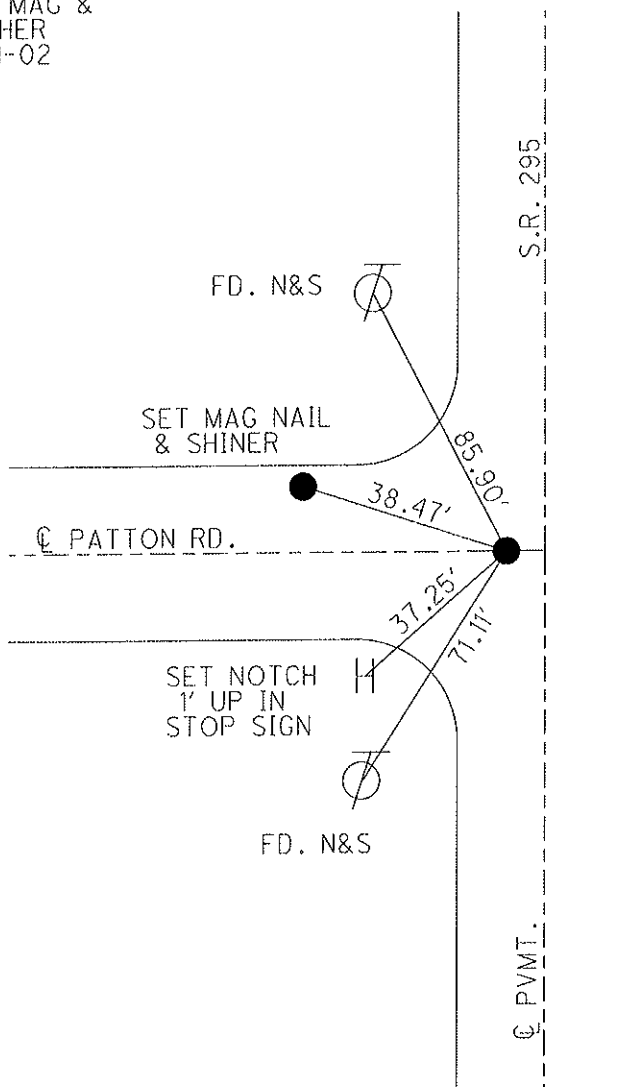 MAG &
HER
-02
S.R. 295
FD. N&S
SET MAG NAIL
& SHINER
85.90'
38.47'
℄ PATTON RD.
37.25'
71.11'
SET NOTCH
1' UP IN
STOP SIGN
FD. N&S
℄ PVMT.